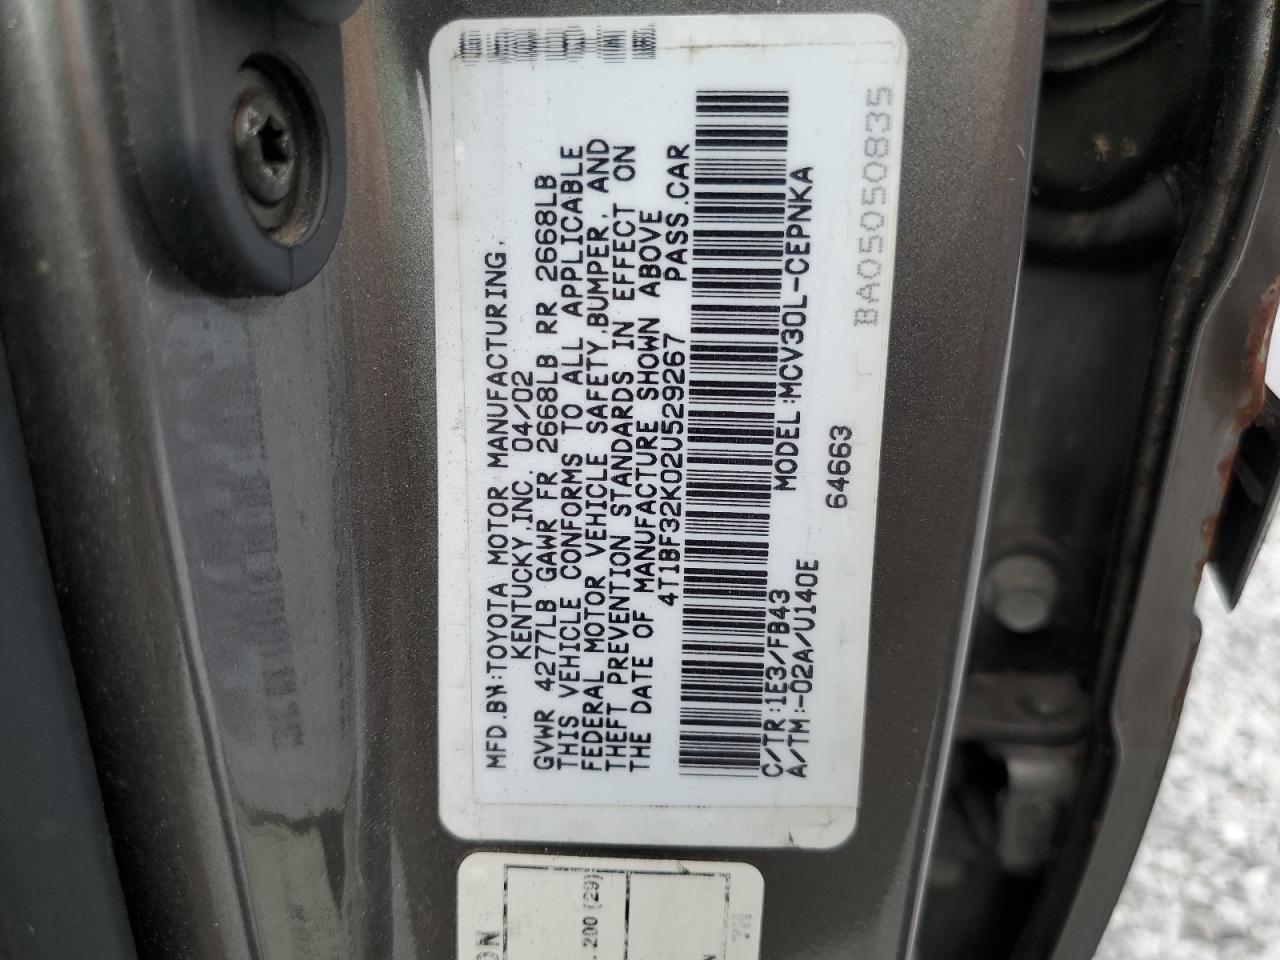 MFD.BY:TOYOTA MOTOR MANUFACTURING,
KENTUCKY,INC. 04/02
GVWR 4277LB GAWR FR 2668LB RR 2668LB
THIS VEHICLE CONFORMS TO ALL APPLICABLE
FEDERAL MOTOR VEHICLE SAFETY,BUMPER, AND
THEFT PREVENTION STANDARDS IN EFFECT ON
THE DATE OF MANUFACTURE SHOWN ABOVE
4T1BF32K02U529267 PASS.CAR
C/TR:1E3/FB43 MODEL:MCV30L-CEPNKA
A/TM:-02A/U140E
64663
BA05050835
200 (29)